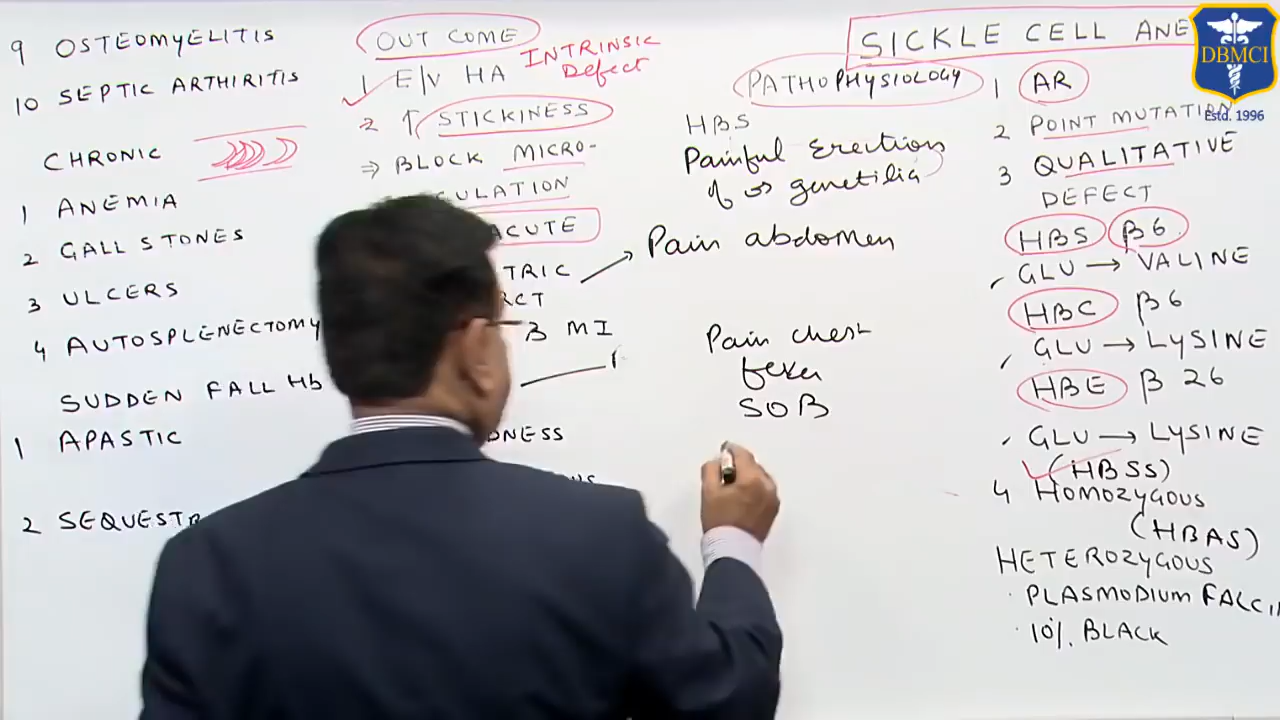 9 OSTEOMYELITIS
10 SEPTIC ARTHIRITIS
CHRONIC
1 ANEMIA
2 GALL STONES
3 ULCERS
4 AUTOSPLENECTOMY
SUDDEN FALL Hb
1 APASTIC
2 SEQUESTR
OUT COME
1 E/V HA INTRINSIC
Defect
2 ↑ STICKINESS
⇒ BLOCK MICRO-
CULATION
ACUTE
TRIC
RCT
3 MI
DNESS
US
PATHOPHYSIOLOGY
HBS
Painful Erection
of genetilia
Pain abdomen
Pain chest
fever
SOB
SICKLE CELL ANE
1 AR
2 POINT MUTATION
3 QUALITATIVE
DEFECT
HBS β6
GLU → VALINE
HBC β6
GLU → LYSINE
HBE β 26
GLU → LYSINE
(HBSS)
4 HOMOZYGOUS
(HBAS)
HETEROZYGOUS
· PLASMODIUM FALCI
· 10%. BLACK
DBMCI
Estd. 1996